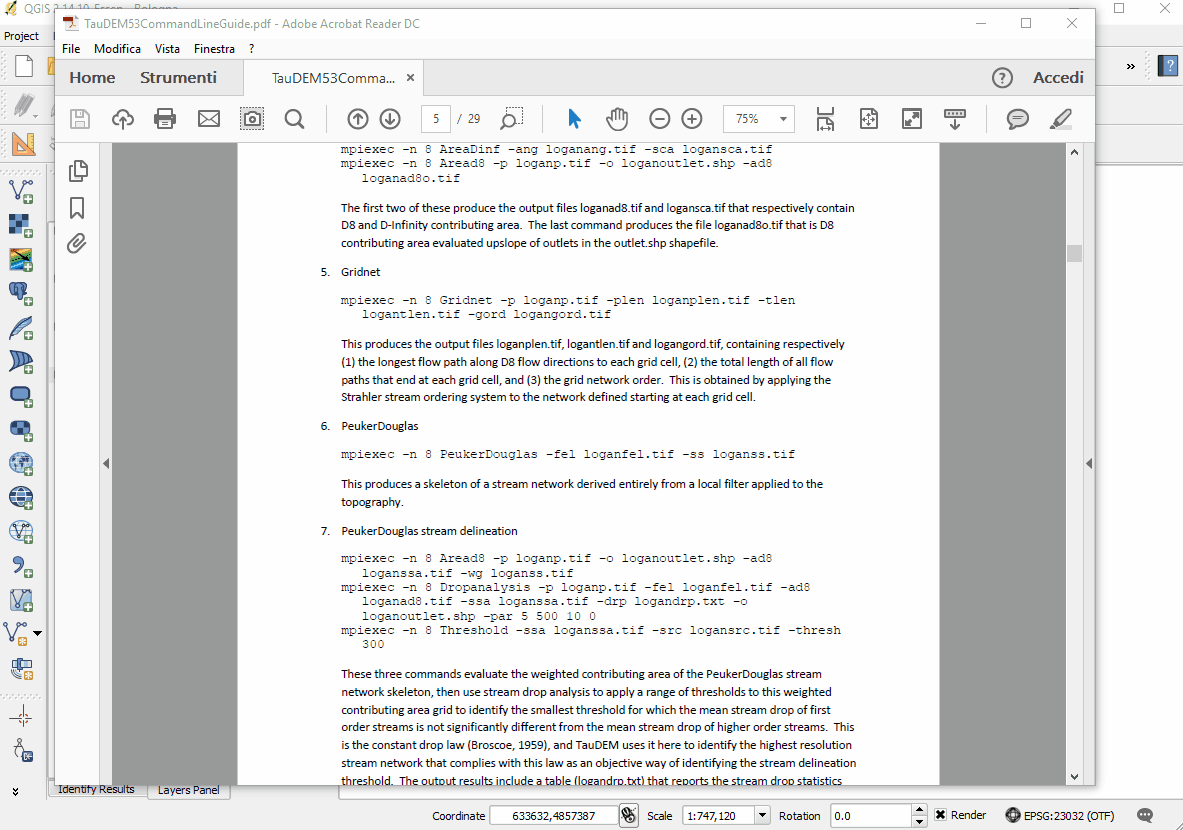 QGIS 2.14.19-Essen - Bologna
TauDEM53CommandLineGuide.pdf - Adobe Acrobat Reader DC
Project
File Modifica Vista Finestra ?
Home Strumenti TauDEM53Comma... × ? Accedi
5 / 29 75% » ?
mpiexec -n 8 AreaDinf -ang loganang.tif -sca logansca.tif
mpiexec -n 8 Aread8 -p loganp.tif -o loganoutlet.shp -ad8
loganad8o.tif
The first two of these produce the output files loganad8.tif and logansca.tif that respectively contain
D8 and D-Infinity contributing area. The last command produces the file loganad8o.tif that is D8
contributing area evaluated upslope of outlets in the outlet.shp shapefile.
5. Gridnet
mpiexec -n 8 Gridnet -p loganp.tif -plen loganplen.tif -tlen
logantlen.tif -gord logangord.tif
This produces the output files loganplen.tif, logantlen.tif and logangord.tif, containing respectively
(1) the longest flow path along D8 flow directions to each grid cell, (2) the total length of all flow
paths that end at each grid cell, and (3) the grid network order. This is obtained by applying the
Strahler stream ordering system to the network defined starting at each grid cell.
6. PeukerDouglas
mpiexec -n 8 PeukerDouglas -fel loganfel.tif -ss loganss.tif
This produces a skeleton of a stream network derived entirely from a local filter applied to the
topography.
7. PeukerDouglas stream delineation
mpiexec -n 8 Aread8 -p loganp.tif -o loganoutlet.shp -ad8
loganssa.tif -wg loganss.tif
mpiexec -n 8 Dropanalysis -p loganp.tif -fel loganfel.tif -ad8
loganad8.tif -ssa loganssa.tif -drp logandrp.txt -o
loganoutlet.shp -par 5 500 10 0
mpiexec -n 8 Threshold -ssa loganssa.tif -src logansrc.tif -thresh
300
These three commands evaluate the weighted contributing area of the PeukerDouglas stream
network skeleton, then use stream drop analysis to apply a range of thresholds to this weighted
contributing area grid to identify the smallest threshold for which the mean stream drop of first
order streams is not significantly different from the mean stream drop of higher order streams. This
is the constant drop law (Broscoe, 1959), and TauDEM uses it here to identify the highest resolution
stream network that complies with this law as an objective way of identifying the stream delineation
threshold. The output results include a table (logandrp.txt) that reports the stream drop statistics
Identify Results Layers Panel
Coordinate 633632,4857387 Scale 1:747,120 Rotation 0.0 Render EPSG:23032 (OTF)